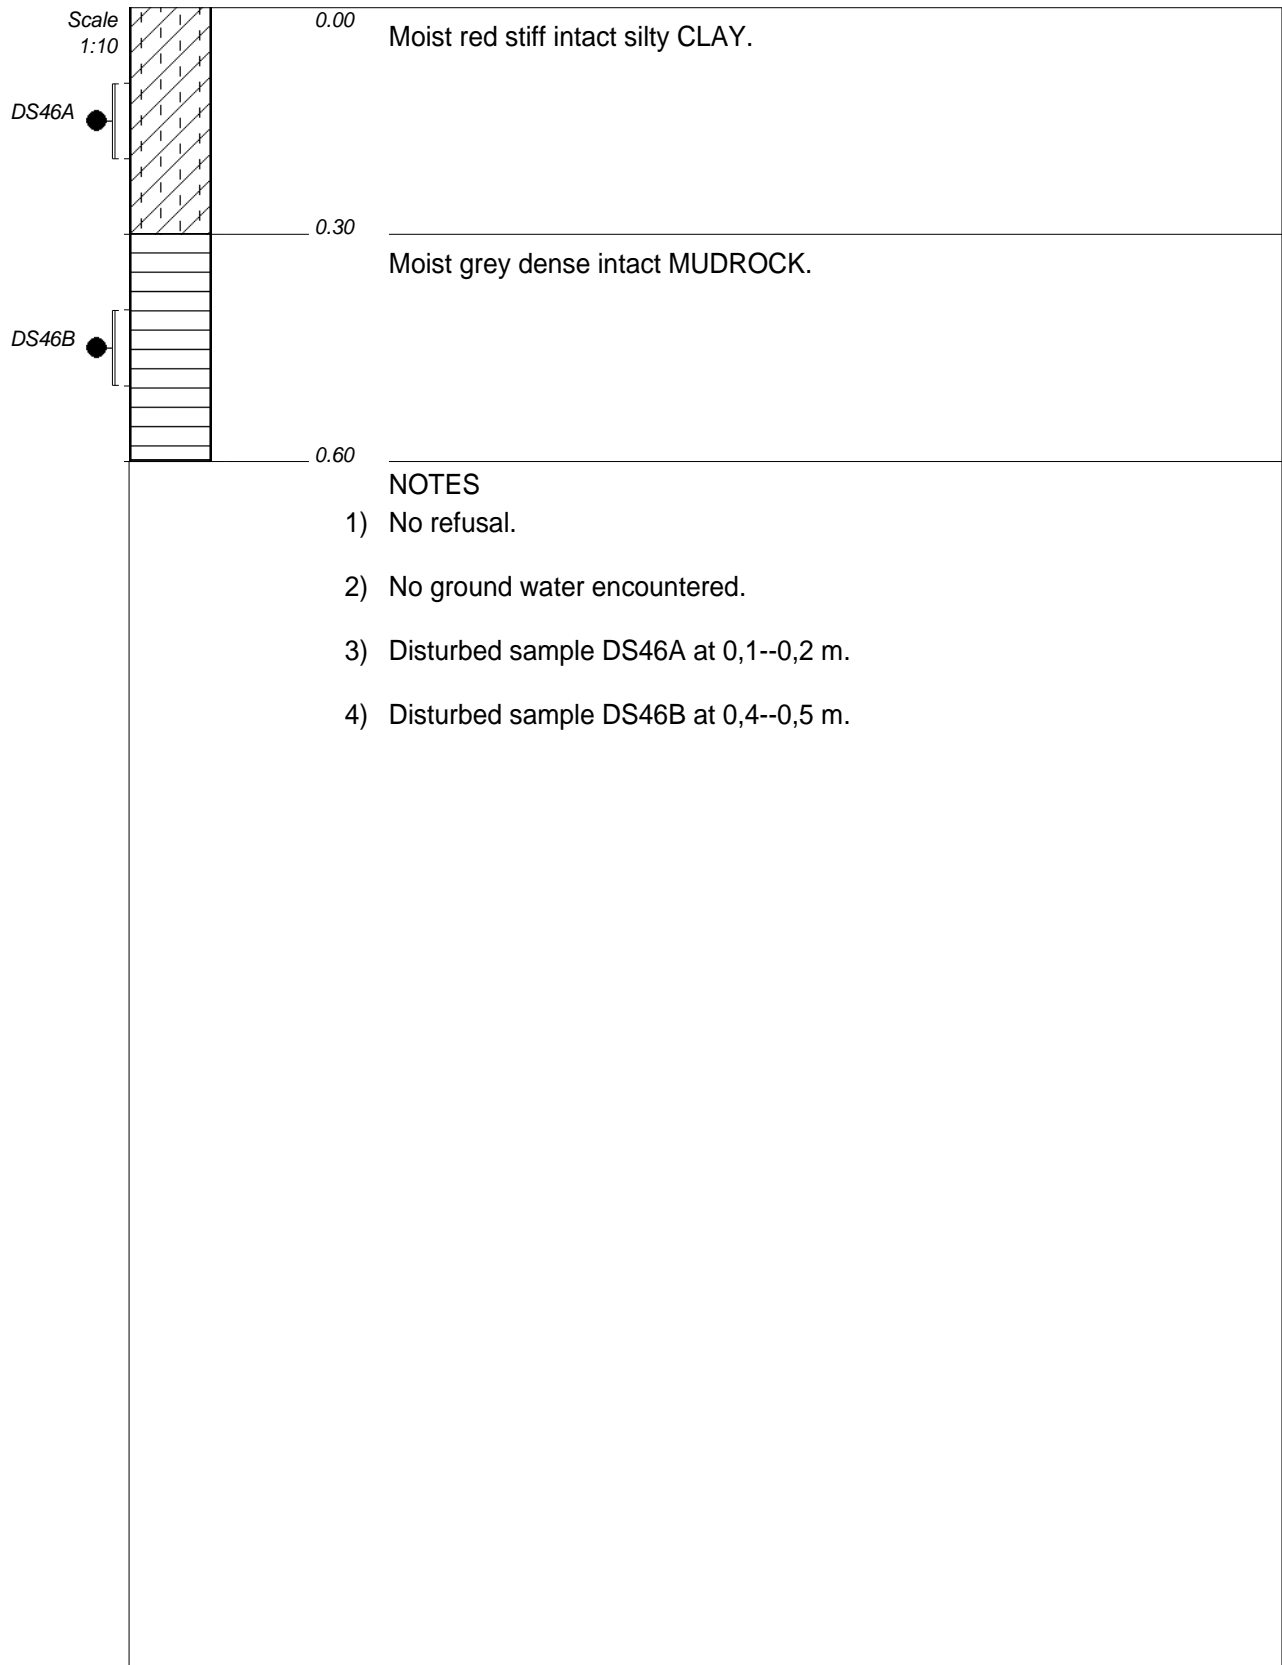 Scale
1:10
0.00
Moist red stiff intact silty CLAY.
DS46A
0.30
Moist grey dense intact MUDROCK.
DS46B
0.60
NOTES
1) No refusal.
2) No ground water encountered.
3) Disturbed sample DS46A at 0,1--0,2 m.
4) Disturbed sample DS46B at 0,4--0,5 m.